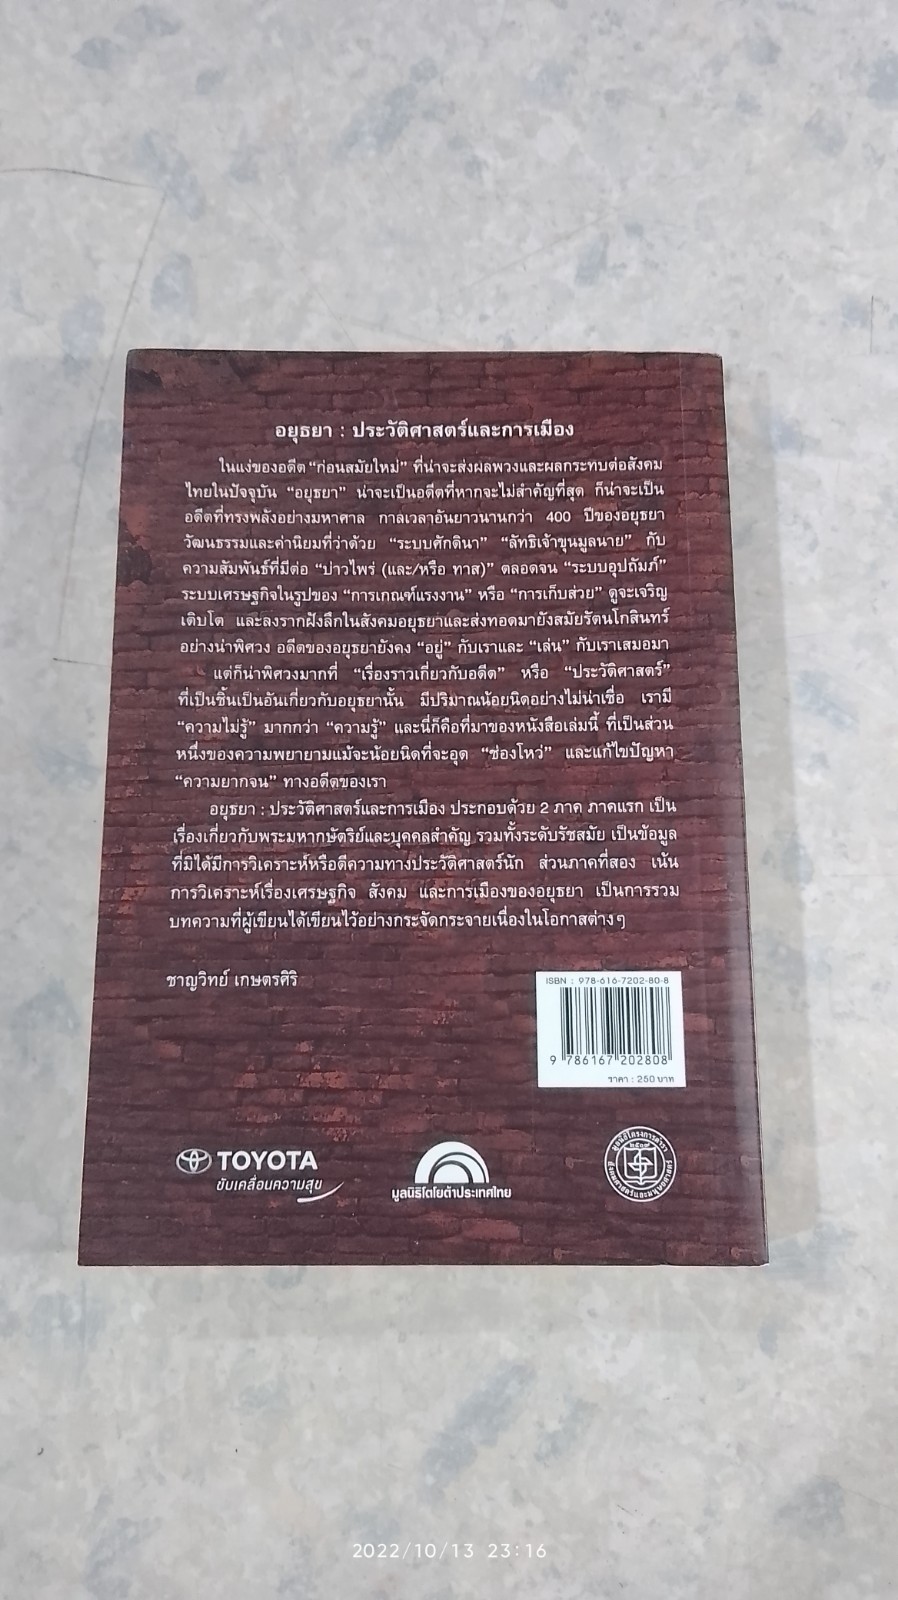 อยุธยา : ประวัติศาสตร์และการเมือง
ในแง่ของอดีต “ก่อนสมัยใหม่” ที่น่าจะส่งผลพวงและผลกระทบต่อสังคม
ไทยในปัจจุบัน “อยุธยา” น่าจะเป็นอดีตที่หากจะไม่สำคัญที่สุด ก็น่าจะเป็น
อดีตที่ทรงพลังอย่างมหาศาล กาลเวลาอันยาวนานกว่า 400 ปีของอยุธยา
วัฒนธรรมและค่านิยมที่ว่าด้วย “ระบบศักดินา” “ลัทธิเจ้าขุนมูลนาย” กับ
ความสัมพันธ์ที่มีต่อ “บ่าวไพร่ (และ/หรือ ทาส)” ตลอดจน “ระบบอุปถัมภ์”
ระบบเศรษฐกิจในรูปของ “การเกณฑ์แรงงาน” หรือ “การเก็บส่วย” ดูจะเจริญ
เติบโต และลงรากฝังลึกในสังคมอยุธยาและส่งทอดมายังสมัยรัตนโกสินทร์
อย่างน่าพิศวง อดีตของอยุธยายังคง “อยู่” กับเราและ “เล่น” กับเราเสมอมา
แต่ก็น่าพิศวงมากที่ “เรื่องราวเกี่ยวกับอดีต” หรือ “ประวัติศาสตร์”
ที่เป็นชิ้นเป็นอันเกี่ยวกับอยุธยานั้น มีปริมาณน้อยนิดอย่างไม่น่าเชื่อ เรามี
“ความไม่รู้” มากกว่า “ความรู้” และนี่ก็คือที่มาของหนังสือเล่มนี้ ที่เป็นส่วน
หนึ่งของความพยายามแม้จะน้อยนิดที่จะอุด “ช่องโหว่” และแก้ไขปัญหา
“ความยากจน” ทางอดีตของเรา
อยุธยา : ประวัติศาสตร์และการเมือง ประกอบด้วย 2 ภาค ภาคแรก เป็น
เรื่องเกี่ยวกับพระมหากษัตริย์และบุคคลสำคัญ รวมทั้งระดับรัชสมัย เป็นข้อมูล
ที่มิได้มีการวิเคราะห์หรือตีความทางประวัติศาสตร์นัก ส่วนภาคที่สอง เน้น
การวิเคราะห์เรื่องเศรษฐกิจ สังคม และการเมืองของอยุธยา เป็นการรวม
บทความที่ผู้เขียนได้เขียนไว้อย่างกระจัดกระจายเนื่องในโอกาสต่างๆ
ชาญวิทย์ เกษตรศิริ
ISBN : 978-616-7202-80-8
9 786167 202808
ราคา : 250 บาท
TOYOTA
ขับเคลื่อนความสุข
มูลนิธิโตโยต้าประเทศไทย
มูลนิธิโครงการตำรา
๒๕๐๙
สังคมศาสตร์และมนุษยศาสตร์
2022/10/13 23:16